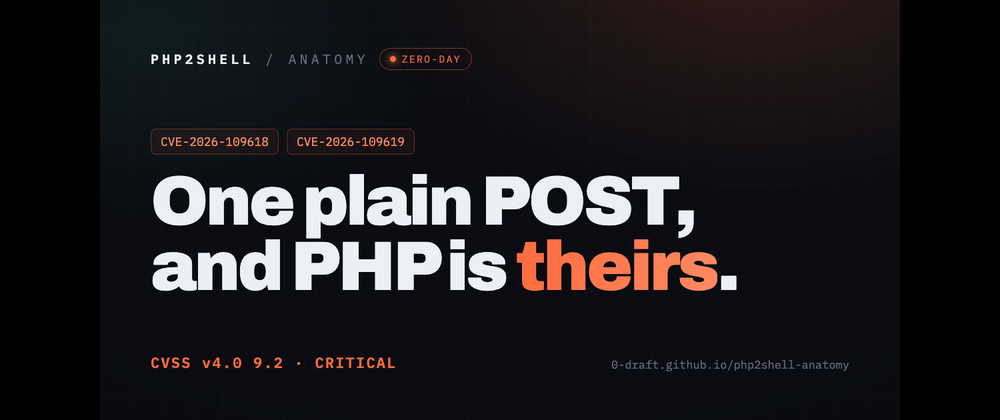 PHP2SHELL / ANATOMY ZERO-DAY
CVE-2026-109618 CVE-2026-109619
One plain POST,
and PHP is theirs.
CVSS v4.0 9.2 · CRITICAL
0-draft.github.io/php2shell-anatomy